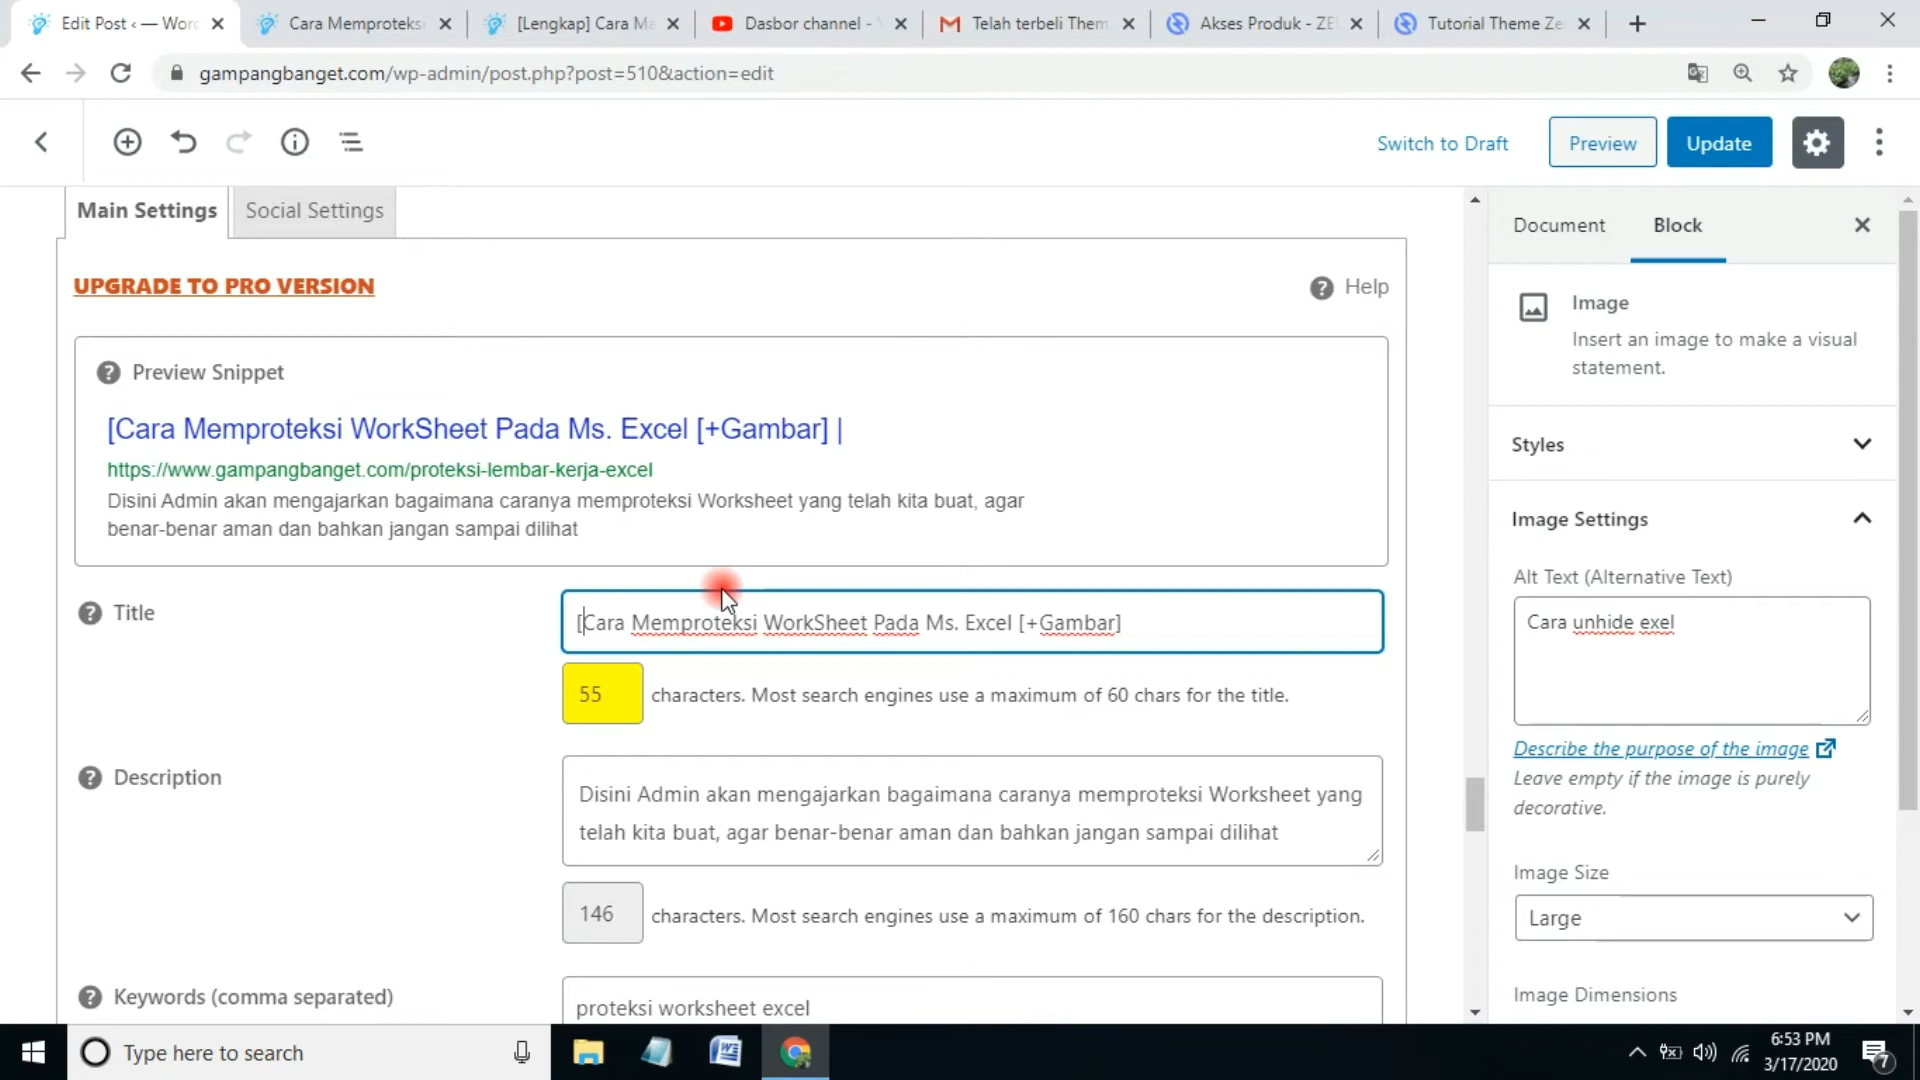 Edit Post ‹ — Worc
Cara Memproteksi
[Lengkap] Cara Ma
Dasbor channel - Y
Telah terbeli Them
Akses Produk - ZE
Tutorial Theme Ze
gampangbanget.com/wp-admin/post.php?post=510&action=edit
Switch to Draft
Preview
Update
Main Settings
Social Settings
UPGRADE TO PRO VERSION
Help
Preview Snippet
[Cara Memproteksi WorkSheet Pada Ms. Excel [+Gambar] |
https://www.gampangbanget.com/proteksi-lembar-kerja-excel
Disini Admin akan mengajarkan bagaimana caranya memproteksi Worksheet yang telah kita buat, agar
benar-benar aman dan bahkan jangan sampai dilihat
Title
[Cara Memproteksi WorkSheet Pada Ms. Excel [+Gambar]
55 characters. Most search engines use a maximum of 60 chars for the title.
Description
Disini Admin akan mengajarkan bagaimana caranya memproteksi Worksheet yang
telah kita buat, agar benar-benar aman dan bahkan jangan sampai dilihat
146 characters. Most search engines use a maximum of 160 chars for the description.
Keywords (comma separated)
proteksi worksheet excel
Document
Block
Image
Insert an image to make a visual
statement.
Styles
Image Settings
Alt Text (Alternative Text)
Cara unhide exel
Describe the purpose of the image
Leave empty if the image is purely
decorative.
Image Size
Large
Image Dimensions
Type here to search
6:53 PM
3/17/2020
7